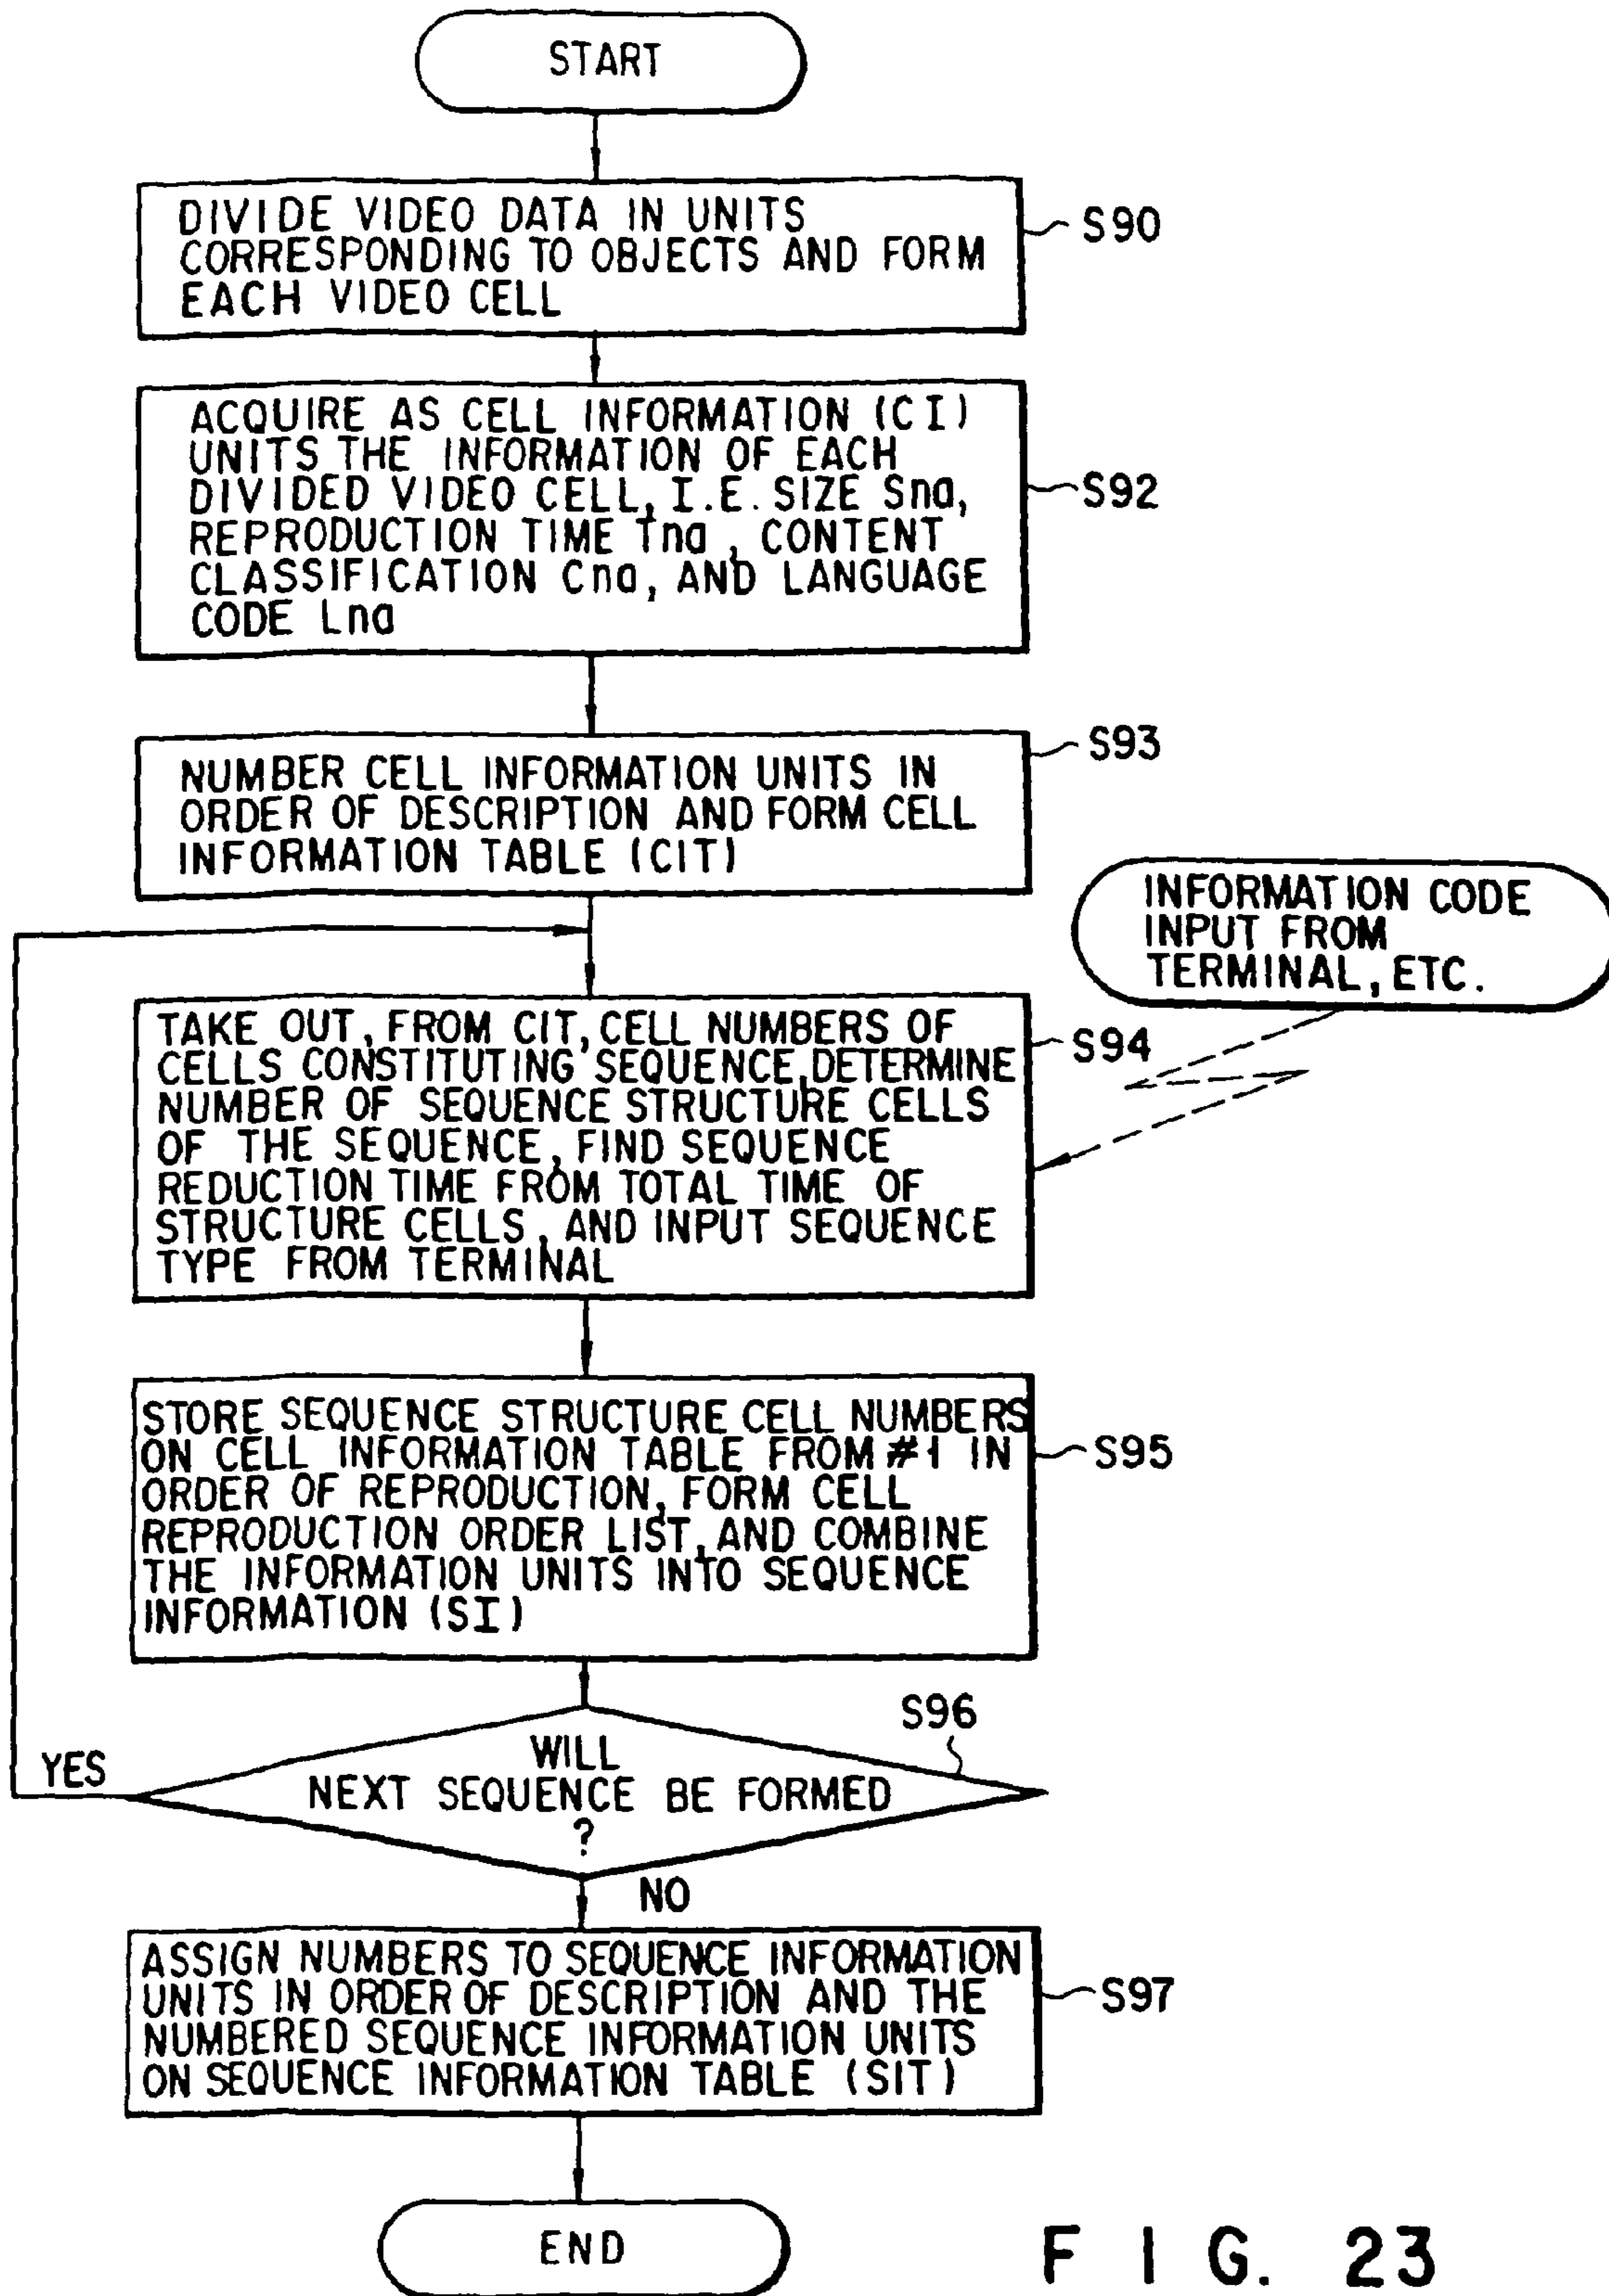 START
DIVIDE VIDEO DATA IN UNITS
CORRESPONDING TO OBJECTS AND FORM
EACH VIDEO CELL
S90
ACQUIRE AS CELL INFORMATION (CI)
UNITS THE INFORMATION OF EACH
DIVIDED VIDEO CELL, I.E. SIZE Sna,
REPRODUCTION TIME Tna, CONTENT
CLASSIFICATION Cna, AND LANGUAGE
CODE Lna
S92
NUMBER CELL INFORMATION UNITS IN
ORDER OF DESCRIPTION AND FORM CELL
INFORMATION TABLE (CIT)
S93
INFORMATION CODE
INPUT FROM
TERMINAL, ETC.
TAKE OUT, FROM CIT, CELL NUMBERS OF
CELLS CONSTITUTING SEQUENCE, DETERMINE
NUMBER OF SEQUENCE STRUCTURE CELLS
OF THE SEQUENCE, FIND SEQUENCE
REDUCTION TIME FROM TOTAL TIME OF
STRUCTURE CELLS, AND INPUT SEQUENCE
TYPE FROM TERMINAL
S94
STORE SEQUENCE STRUCTURE CELL NUMBERS
ON CELL INFORMATION TABLE FROM #1 IN
ORDER OF REPRODUCTION, FORM CELL
REPRODUCTION ORDER LIST, AND COMBINE
THE INFORMATION UNITS INTO SEQUENCE
INFORMATION (SI)
S95
S96
WILL
NEXT SEQUENCE BE FORMED
?
YES
NO
ASSIGN NUMBERS TO SEQUENCE INFORMATION
UNITS IN ORDER OF DESCRIPTION AND THE
NUMBERED SEQUENCE INFORMATION UNITS
ON SEQUENCE INFORMATION TABLE (SIT)
S97
END
FIG. 23